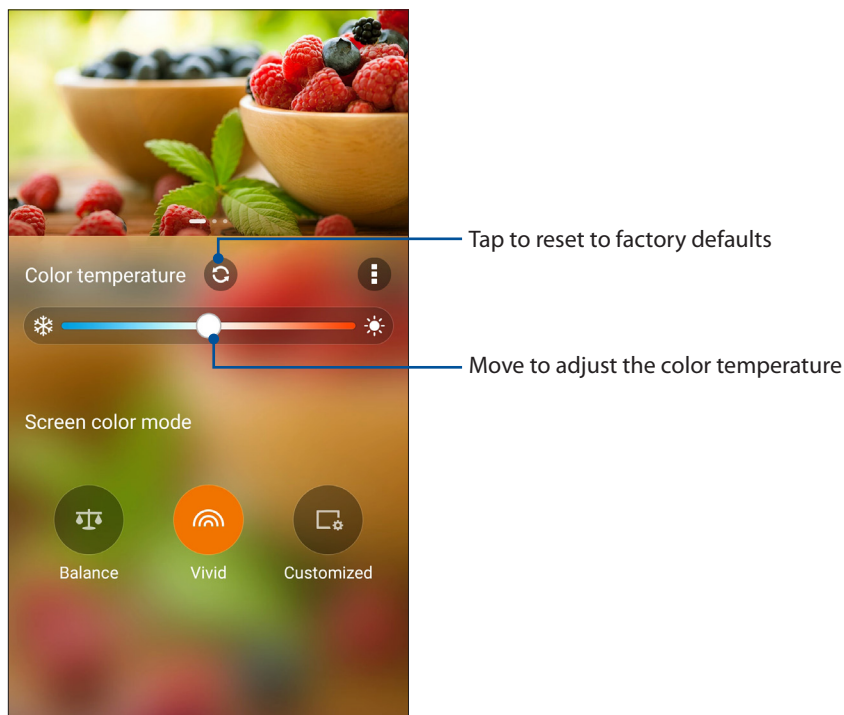 Tap to reset to factory defaults
Color temperature
Move to adjust the color temperature
Screen color mode
Balance Vivid Customized